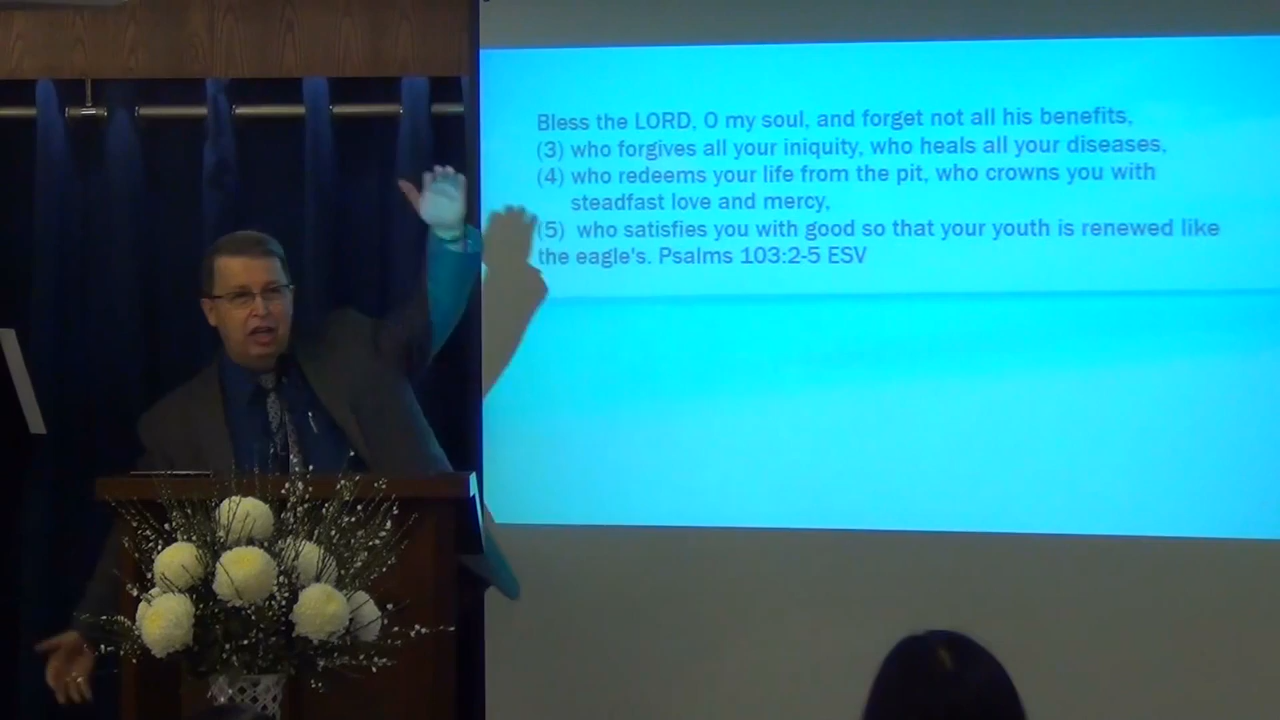 Bless the LORD, O my soul, and forget not all his benefits,
(3) who forgives all your iniquity, who heals all your diseases,
(4) who redeems your life from the pit, who crowns you with
steadfast love and mercy,
(5) who satisfies you with good so that your youth is renewed like
the eagle's. Psalms 103:2-5 ESV